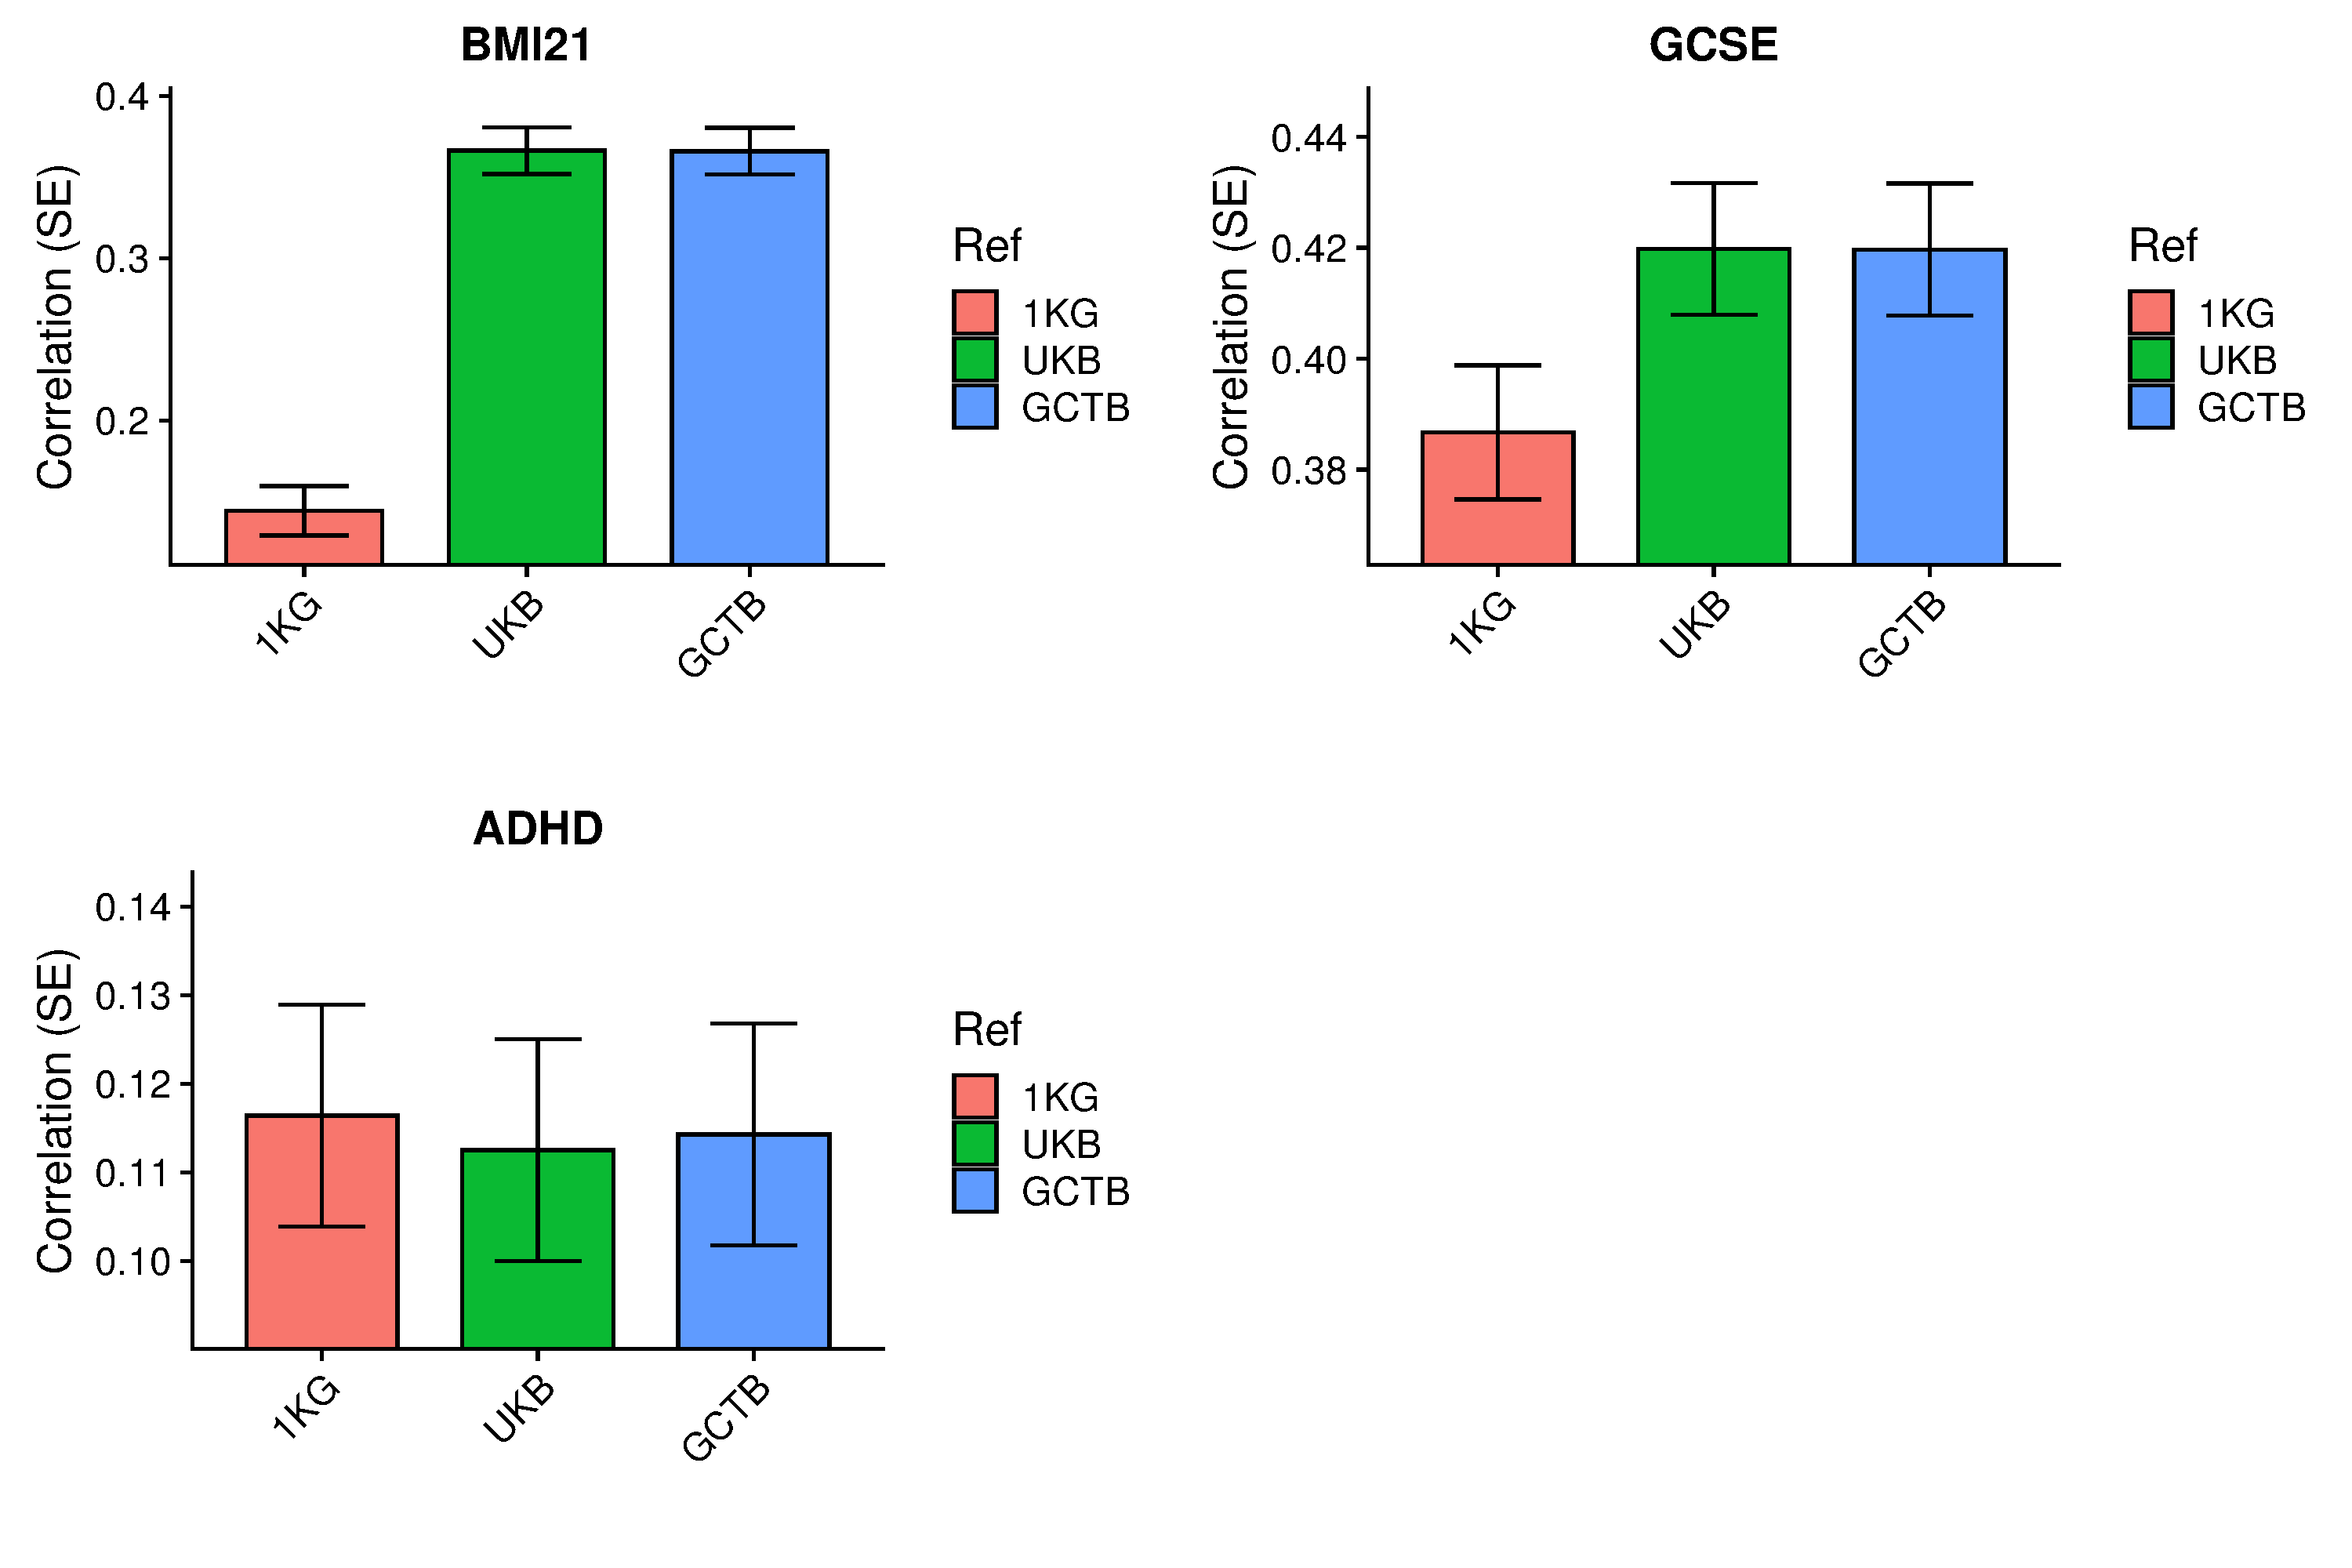 BMI21
Correlation (SE)
0.4
0.3
0.2
1KG
UKB
GCTB
Ref
1KG
UKB
GCTB
GCSE
Correlation (SE)
0.44
0.42
0.40
0.38
1KG
UKB
GCTB
Ref
1KG
UKB
GCTB
ADHD
Correlation (SE)
0.14
0.13
0.12
0.11
0.10
1KG
UKB
GCTB
Ref
1KG
UKB
GCTB